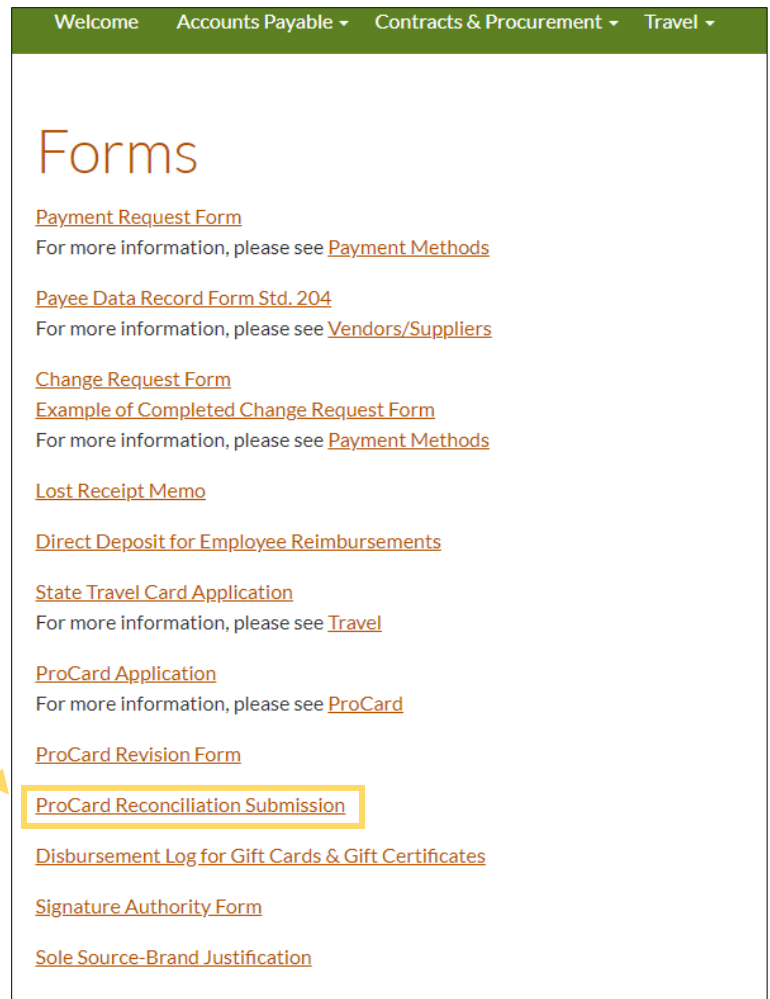 Welcome Accounts Payable Contracts & Procurement Travel
Forms
Payment Request Form
For more information, please see Payment Methods
Payee Data Record Form Std. 204
For more information, please see Vendors/Suppliers
Change Request Form
Example of Completed Change Request Form
For more information, please see Payment Methods
Lost Receipt Memo
Direct Deposit for Employee Reimbursements
State Travel Card Application
For more information, please see Travel
ProCard Application
For more information, please see ProCard
ProCard Revision Form
ProCard Reconciliation Submission
Disbursement Log for Gift Cards & Gift Certificates
Signature Authority Form
Sole Source-Brand Justification